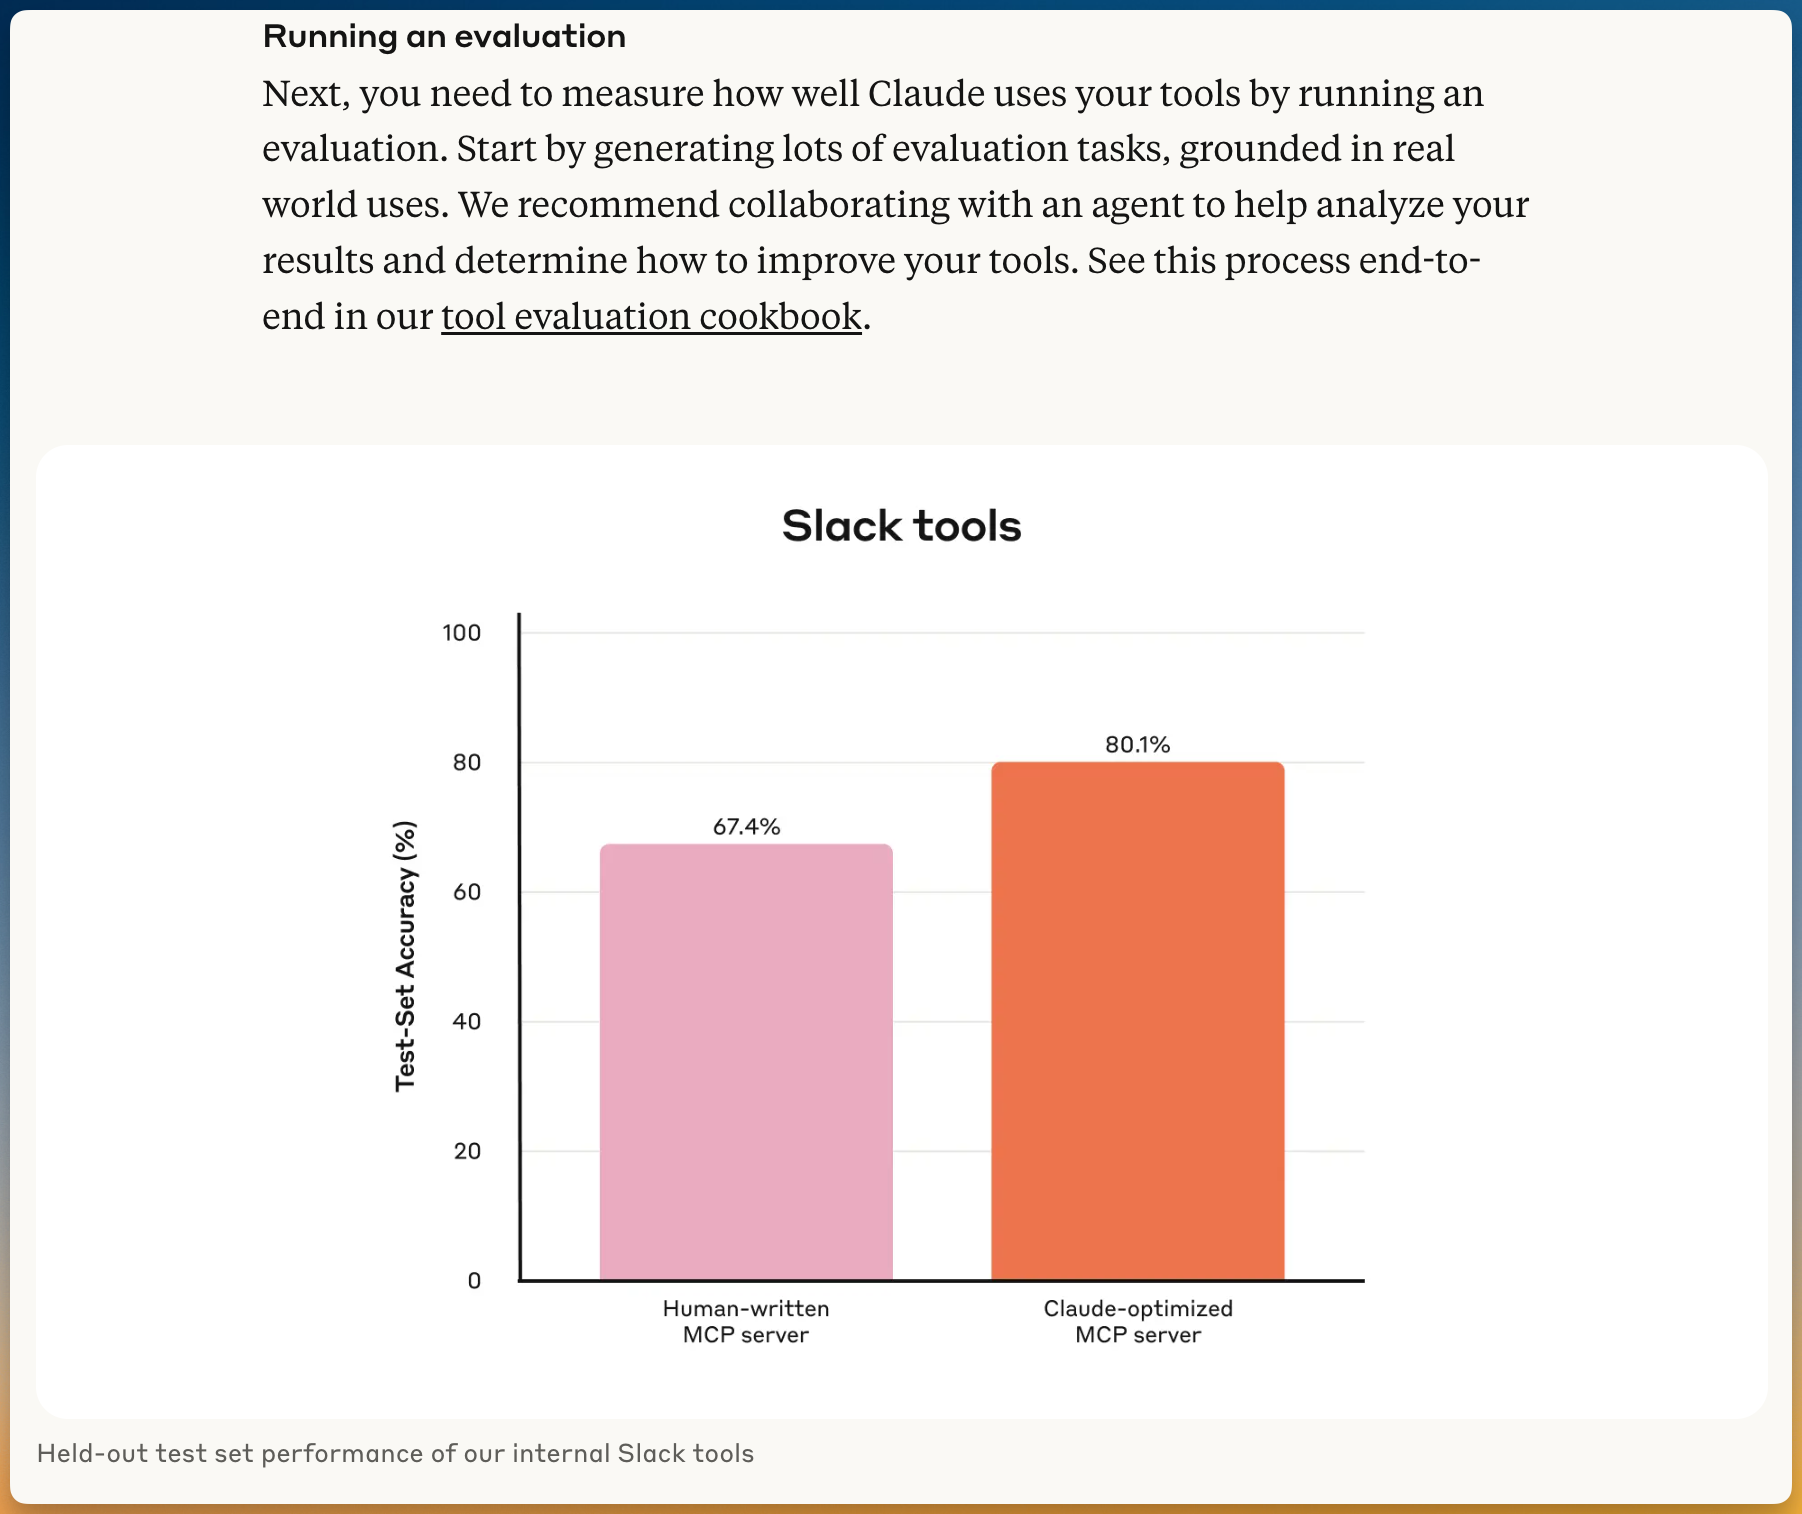 Running an evaluation
Next, you need to measure how well Claude uses your tools by running an
evaluation. Start by generating lots of evaluation tasks, grounded in real
world uses. We recommend collaborating with an agent to help analyze your
results and determine how to improve your tools. See this process end-to-
end in our tool evaluation cookbook.
Slack tools
Test-Set Accuracy (%)
100
80
60
40
20
0
67.4%
80.1%
Human-written
MCP server
Claude-optimized
MCP server
Held-out test set performance of our internal Slack tools